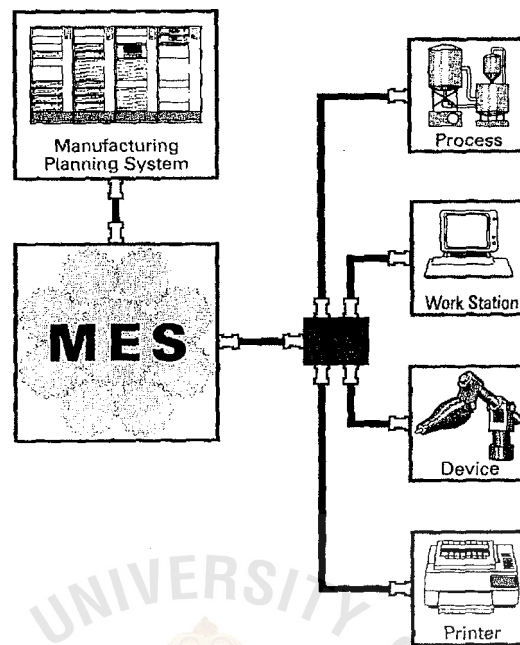 Manufacturing
Planning System
MES
Process
Work Station
Device
Printer
UNIVERSITY